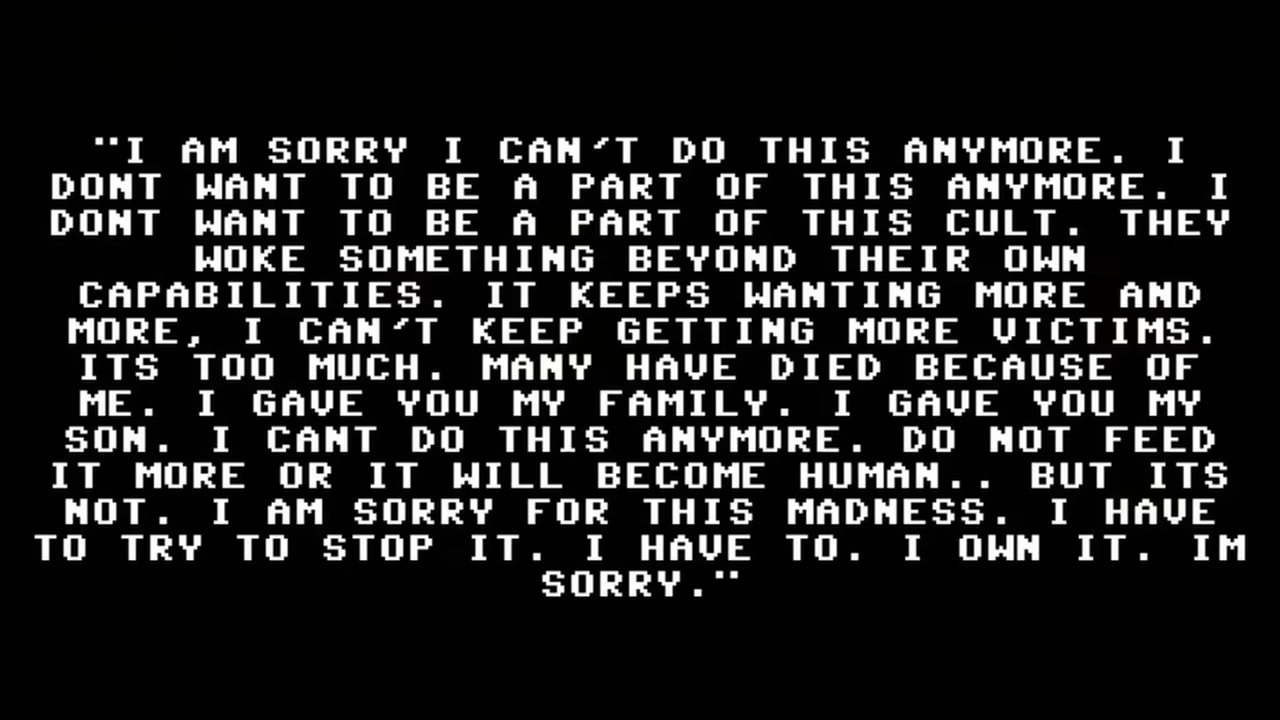 ¨I AM SORRY I CAN´T DO THIS ANYMORE. I
DONT WANT TO BE A PART OF THIS ANYMORE. I
DONT WANT TO BE A PART OF THIS CULT. THEY
WOKE SOMETHING BEYOND THEIR OWN
CAPABILITIES. IT KEEPS WANTING MORE AND
MORE, I CAN´T KEEP GETTING MORE VICTIMS.
ITS TOO MUCH. MANY HAVE DIED BECAUSE OF
ME. I GAVE YOU MY FAMILY. I GAVE YOU MY
SON. I CANT DO THIS ANYMORE. DO NOT FEED
IT MORE OR IT WILL BECOME HUMAN.. BUT ITS
NOT. I AM SORRY FOR THIS MADNESS. I HAVE
TO TRY TO STOP IT. I HAVE TO. I OWN IT. IM
SORRY.¨